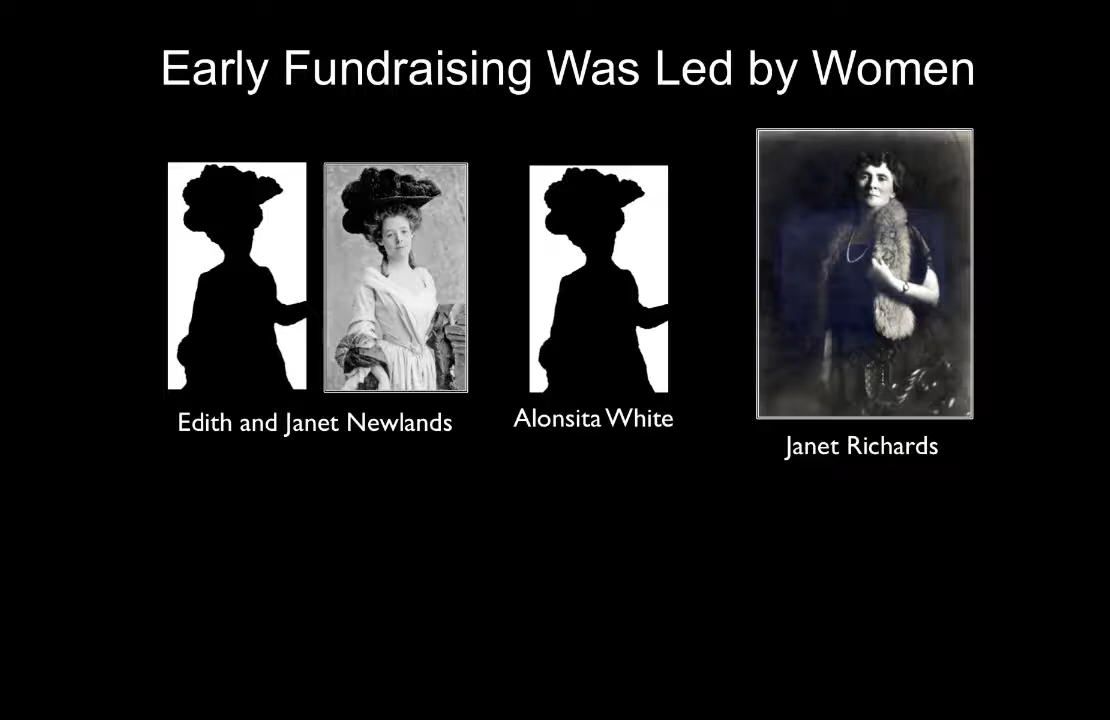 Early Fundraising Was Led by Women
Edith and Janet Newlands
Alonsita White
Janet Richards